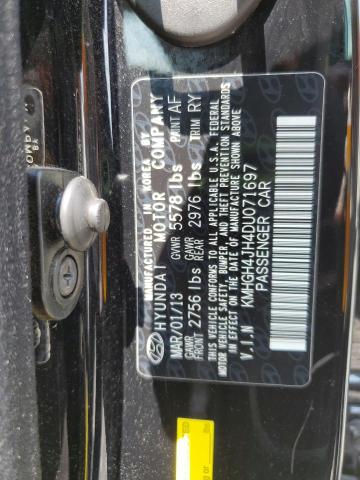 MANUFACTURED IN KOREA BY
HYUNDAI MOTOR COMPANY
MAR/01/13 GVWR 5578 lbs PAINT AF
GAWR FRONT 2756 lbs GAWR REAR 2976 lbs TRIM RY
THIS VEHICLE CONFORMS TO ALL APPLICABLE U.S.A. FEDERAL
MOTOR VEHICLE SAFETY, BUMPER, AND THEFT PREVENTION STANDARDS
IN EFFECT ON THE DATE OF MANUFACTURE SHOWN ABOVE
V.I.N KMHGH4JH4DU071697
PASSENGER CAR